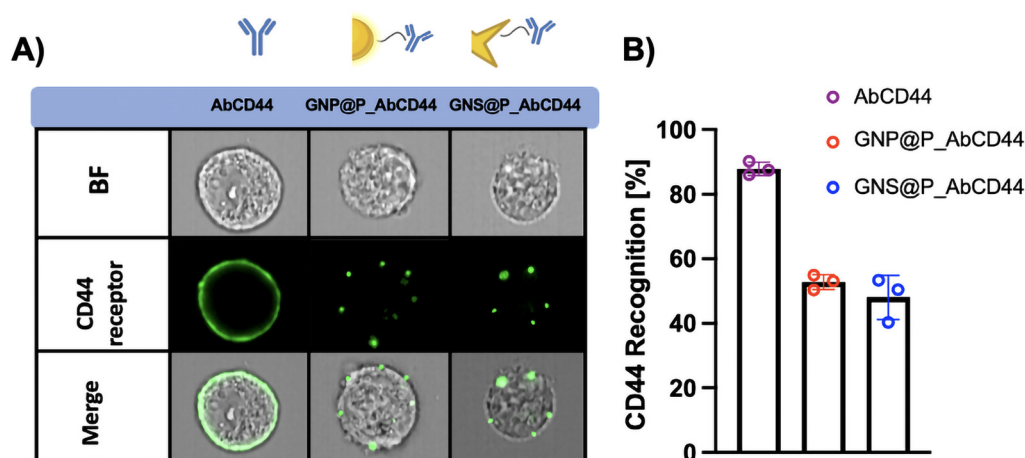 A)
AbCD44
GNP@P_AbCD44
GNS@P_AbCD44
BF
CD44
receptor
Merge
B)
AbCD44
GNP@P_AbCD44
GNS@P_AbCD44
CD44 Recognition [%]
100
80
60
40
20
0